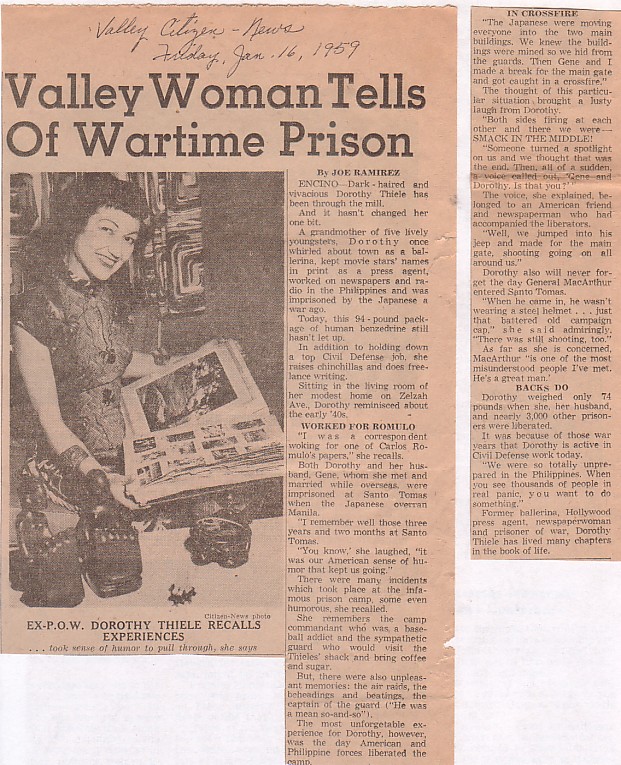 Valley Citizen - News
Friday, Jan. 16, 1959
Valley Woman Tells
Of Wartime Prison
By JOE RAMIREZ
ENCINO—Dark - haired and
vivacious Dorothy Thiele has
been through the mill.
And it hasn't changed her
one bit.
A grandmother of five lively
youngsters, Dorothy once
whirled about town as a bal-
lerina, kept movie stars' names
in print as a press agent,
worked on newspapers and ra-
dio in the Philippines and was
imprisoned by the Japanese a
war ago.
Today, this 94 - pound pack-
age of human benzedrine still
hasn't let up.
In addition to holding down
a top Civil Defense job, she
raises chinchillas and does free-
lance writing.
Sitting in the living room of
her modest home on Zelzah
Ave., Dorothy reminisced about
the early '40s.
WORKED FOR ROMULO
"I was a correspondent
woking for one of Carlos Ro-
mulo's papers," she recalls.
Both Dorothy and her hus-
band, Gene, whom she met and
married while overseas, were
imprisoned at Santo Tomas
when the Japanese overran
Manila.
"I remember well those three
years and two months at Santo
Tomas.
"You know,' she laughed, "it
was our American sense of hu-
mor that kept us going."
There were many incidents
which took place at the infa-
mous prison camp, some even
humorous, she recalled.
She remembers the camp
commandant who was a base-
ball addict and the sympathetic
guard who would visit the
Thieles' shack and bring coffee
and sugar.
But, there were also unpleas-
ant memories: the air raids, the
beheadings and beatings, the
captain of the guard ("He was
a mean so-and-so").
The most unforgetable ex-
perience for Dorothy, however,
was the day American and
Philippine forces liberated the
camp.
Citizen-News photo
EX-P.O.W. DOROTHY THIELE RECALLS
EXPERIENCES
. . . took sense of humor to pull through, she says
IN CROSSFIRE
"The Japanese were moving
everyone into the two main
buildings. We knew the build-
ings were mined so we hid from
the guards. Then Gene and I
made a break for the main gate
and got caught in a crossfire."
The thought of this particu-
lar situation brought a lusty
laugh from Dorothy.
"Both sides firing at each
other and there we were—
SMACK IN THE MIDDLE!
"Someone turned a spotlight
on us and we thought that was
the end. Then, all of a sudden,
a voice called out, 'Gene and
Dorothy. Is that you?'"
The voice, she explained, be-
longed to an American friend
and newspaperman who had
accompanied the liberators.
"Well, we jumped into his
jeep and made for the main
gate, shooting going on all
around us."
Dorothy also will never for-
get the day General MacArthur
entered Santo Tomas.
"When he came in, he wasn't
wearing a steel helmet . . . just
that battered old campaign
cap," she said admiringly.
"There was still shooting, too."
As far as she is concerned,
MacArthur "is one of the most
misunderstood people I've met.
He's a great man.'
BACKS DO
Dorothy weighed only 74
pounds when she, her husband,
and nearly 3,000 other prison-
ers were liberated.
It was because of those war
years that Dorothy is active in
Civil Defense work today.
"We were so totally unpre-
pared in the Philippines. When
you see thousands of people in
real panic, you want to do
something."
Former ballerina, Hollywood
press agent, newspaperwoman
and prisoner of war, Dorothy
Thiele has lived many chapters
in the book of life.